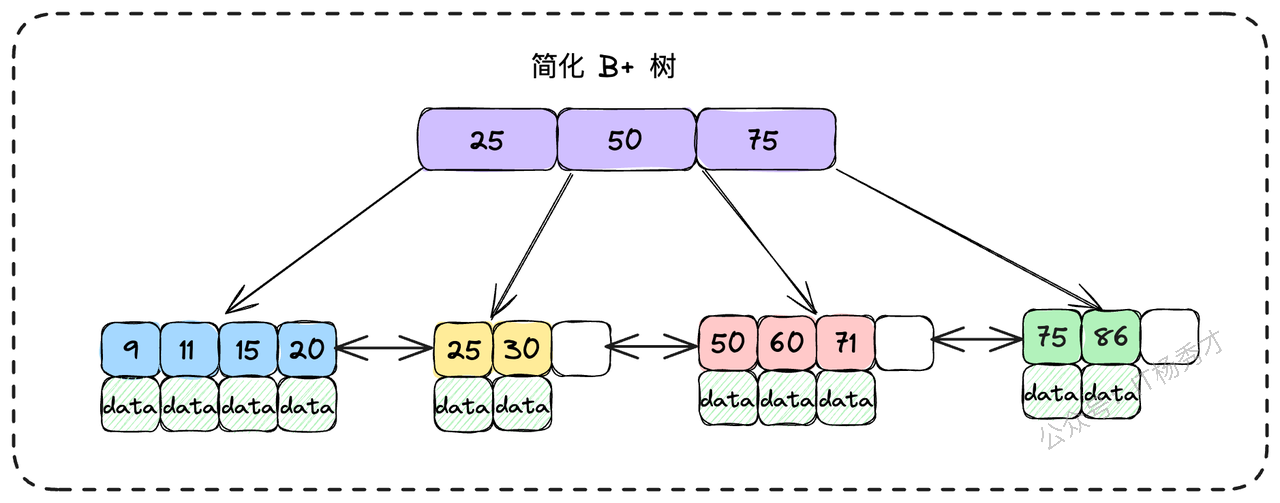 简化 B+ 树
25 50 75
9 11 15 20 25 30 50 60 71 75 86
data data data data data data data data data data data
公众号 杨秀才